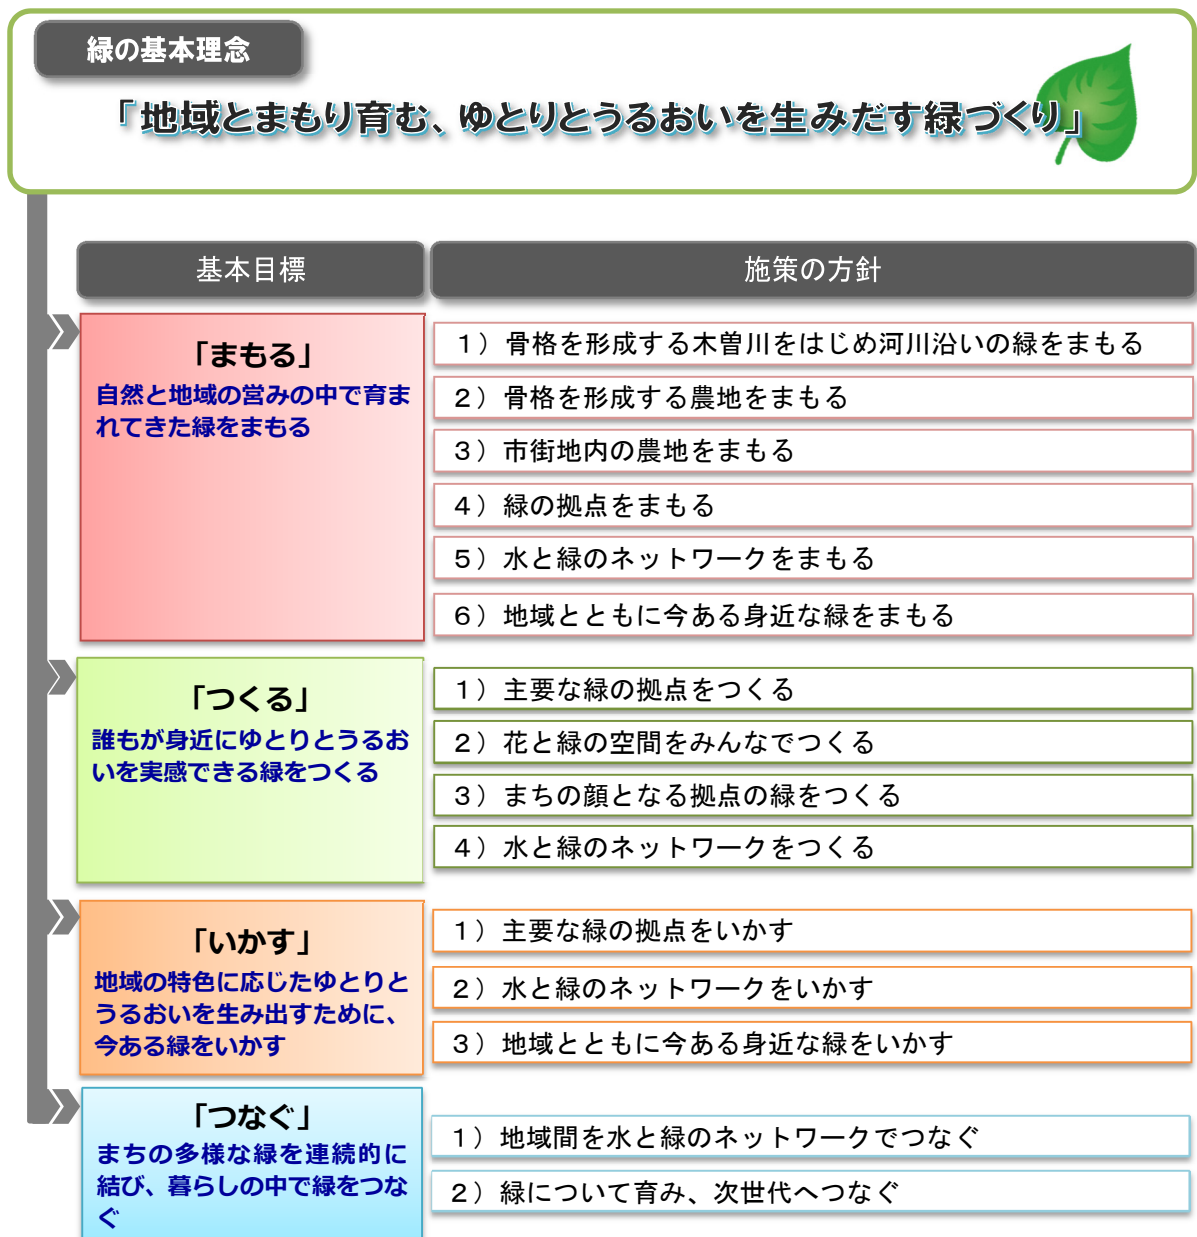 緑の基本理念
「地域とまもり育む、ゆとりとうるおいを生みだす緑づくり」
基本目標
施策の方針
「まもる」
自然と地域の営みの中で育ま
れてきた緑をまもる
１）骨格を形成する木曽川をはじめ河川沿いの緑をまもる
２）骨格を形成する農地をまもる
３）市街地内の農地をまもる
４）緑の拠点をまもる
５）水と緑のネットワークをまもる
６）地域とともに今ある身近な緑をまもる
「つくる」
誰もが身近にゆとりとうるお
いを実感できる緑をつくる
１）主要な緑の拠点をつくる
２）花と緑の空間をみんなでつくる
３）まちの顔となる拠点の緑をつくる
４）水と緑のネットワークをつくる
「いかす」
地域の特色に応じたゆとりと
うるおいを生み出すために、
今ある緑をいかす
１）主要な緑の拠点をいかす
２）水と緑のネットワークをいかす
３）地域とともに今ある身近な緑をいかす
「つなぐ」
まちの多様な緑を連続的に
結び、暮らしの中で緑をつな
ぐ
１）地域間を水と緑のネットワークでつなぐ
２）緑について育み、次世代へつなぐ